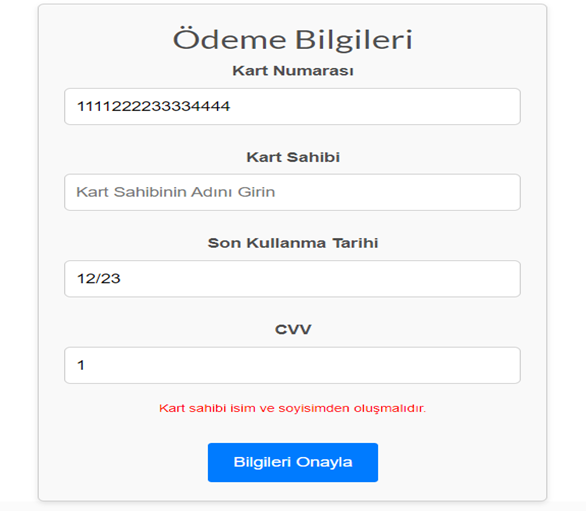 Ödeme Bilgileri
Kart Numarası
1111222233334444
Kart Sahibi
Kart Sahibinin Adını Girin
Son Kullanma Tarihi
12/23
CVV
1
Kart sahibi isim ve soyisimden oluşmalıdır.
Bilgileri Onayla